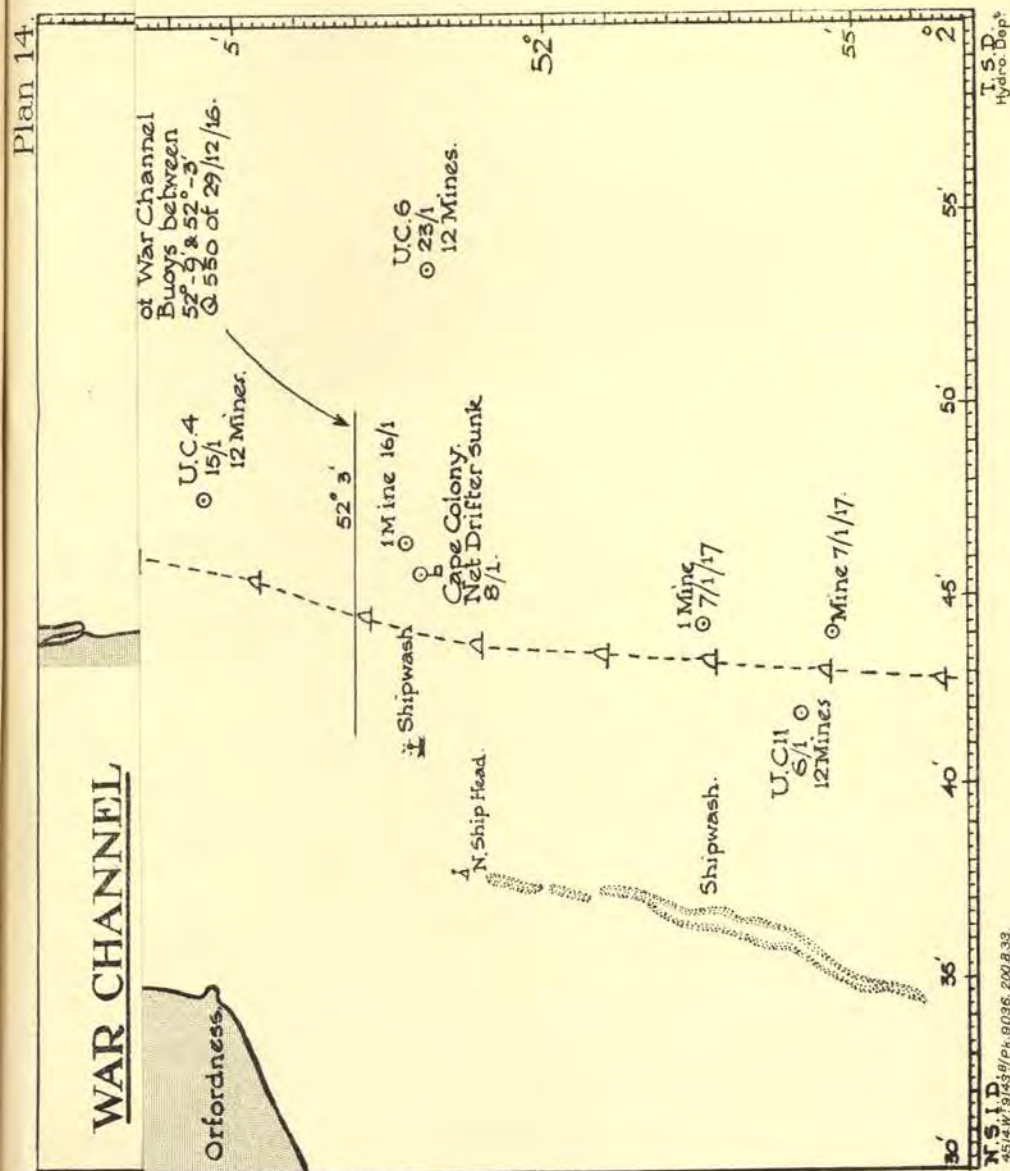 Plan 14.
WAR CHANNEL
of War Channel
Buoys between
52°-9' & 52°-3'
Q 550 of 29/12/16.
Orfordness.
U.C.4
15/1
12 Mines.
5'
52° 3'
U.C.6
23/1
12 Mines.
1 Mine 16/1
b
Cape Colony.
Net Drifter sunk
8/1.
Shipwash
N. Ship Head.
52°
1 Mine
7/1/17
Shipwash.
Mine 7/1/17.
U.C.11
6/1
12 Mines
55'
30'
35'
40'
45'
50'
55'
2°
N.S.I.D.
T.S.D.
Hydro. Dept.